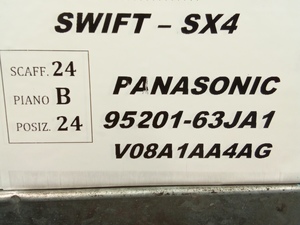 SWIFT – SX4
SCAFF. 24
PIANO B
POSIZ. 24
PANASONIC
95201-63JA1
V08A1AA4AG